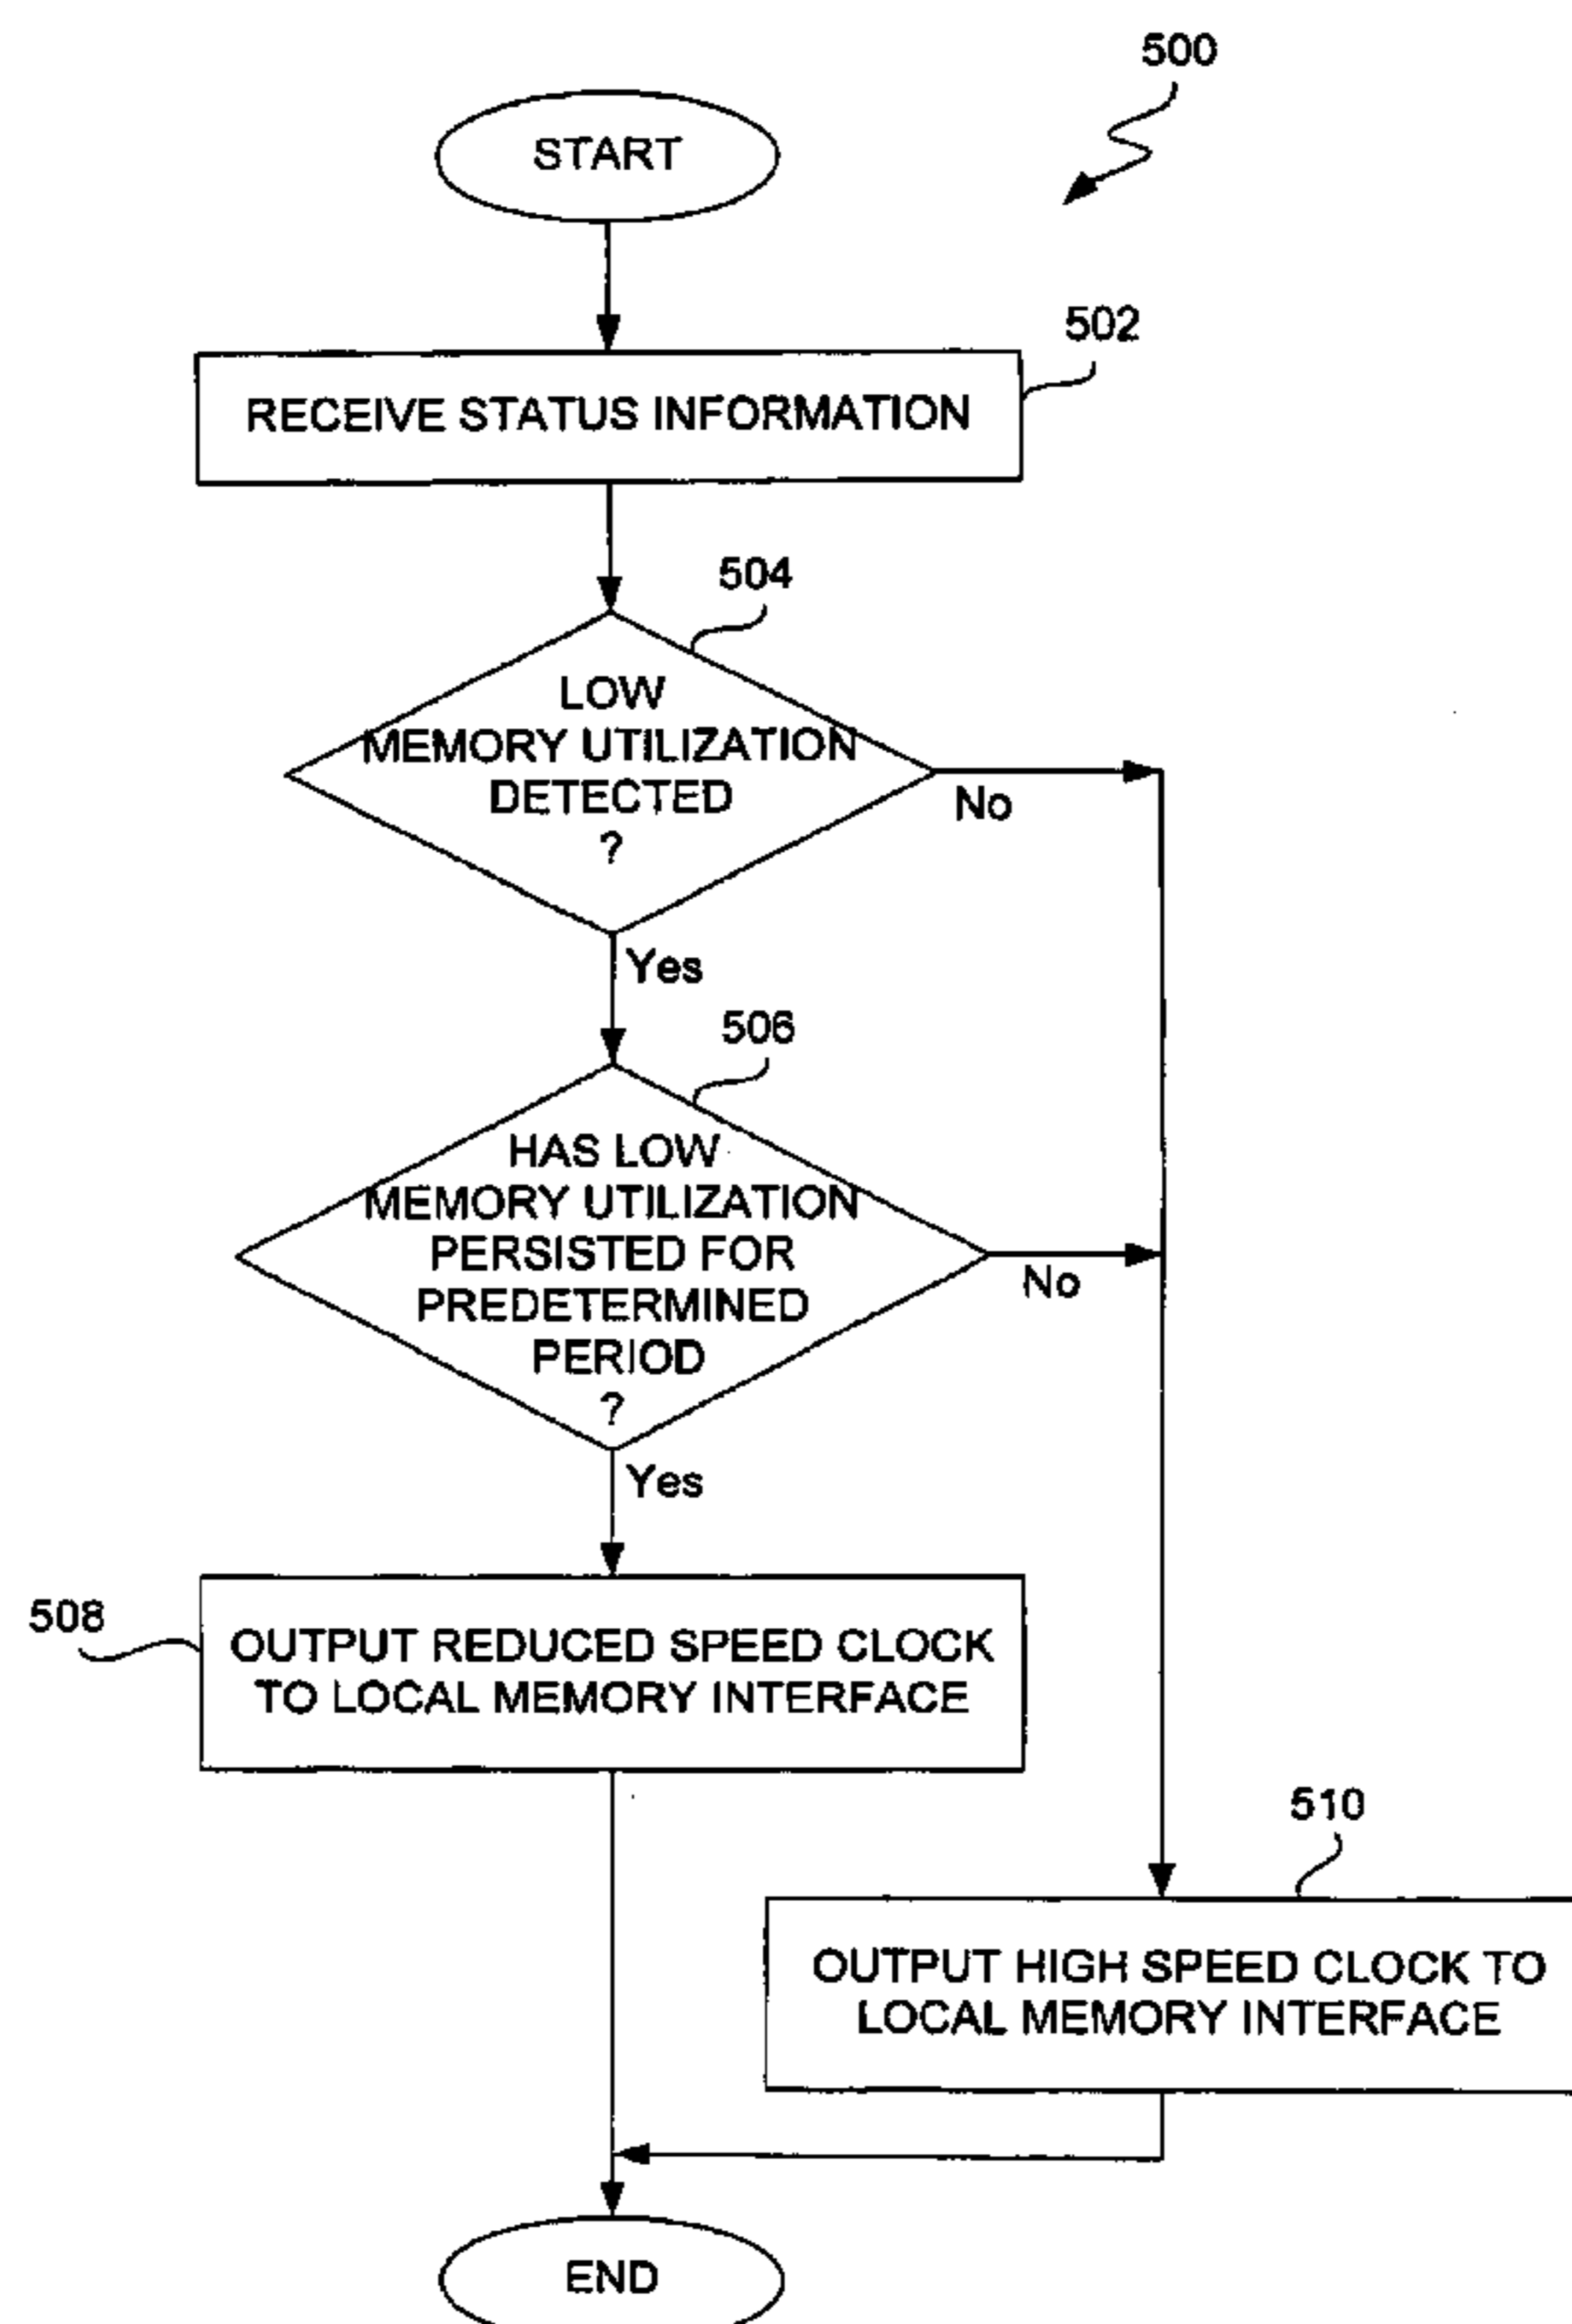 500
START
502
RECEIVE STATUS INFORMATION
504
LOW
MEMORY UTILIZATION
DETECTED
?
No
Yes
506
HAS LOW
MEMORY UTILIZATION
PERSISTED FOR
PREDETERMINED
PERIOD
?
No
Yes
508
OUTPUT REDUCED SPEED CLOCK
TO LOCAL MEMORY INTERFACE
510
OUTPUT HIGH SPEED CLOCK TO
LOCAL MEMORY INTERFACE
END